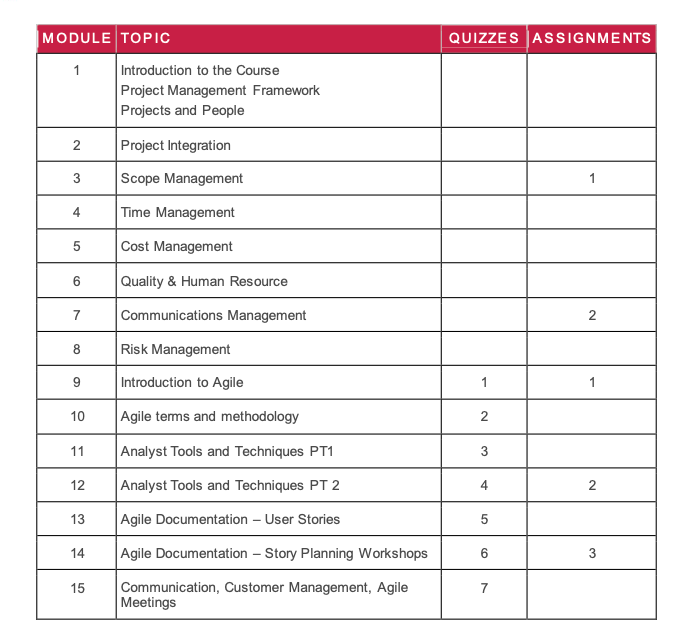 MODULE TOPIC QUIZZES ASSIGNMENTS
1 Introduction to the Course
Project Management Framework
Projects and People
2 Project Integration
3 Scope Management 1
4 Time Management
5 Cost Management
6 Quality & Human Resource
7 Communications Management 2
8 Risk Management
9 Introduction to Agile 1 1
10 Agile terms and methodology 2
11 Analyst Tools and Techniques PT1 3
12 Analyst Tools and Techniques PT 2 4 2
13 Agile Documentation – User Stories 5
14 Agile Documentation – Story Planning Workshops 6 3
15 Communication, Customer Management, Agile 7
Meetings